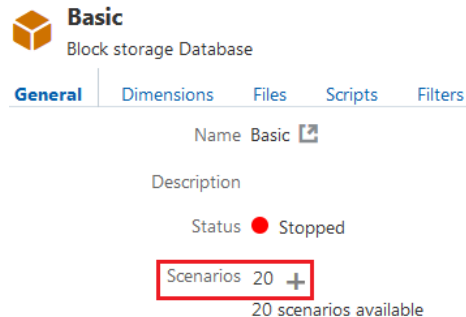 Basic
Block storage Database
General Dimensions Files Scripts Filters
Name Basic
Description
Status Stopped
Scenarios 20 +
20 scenarios available